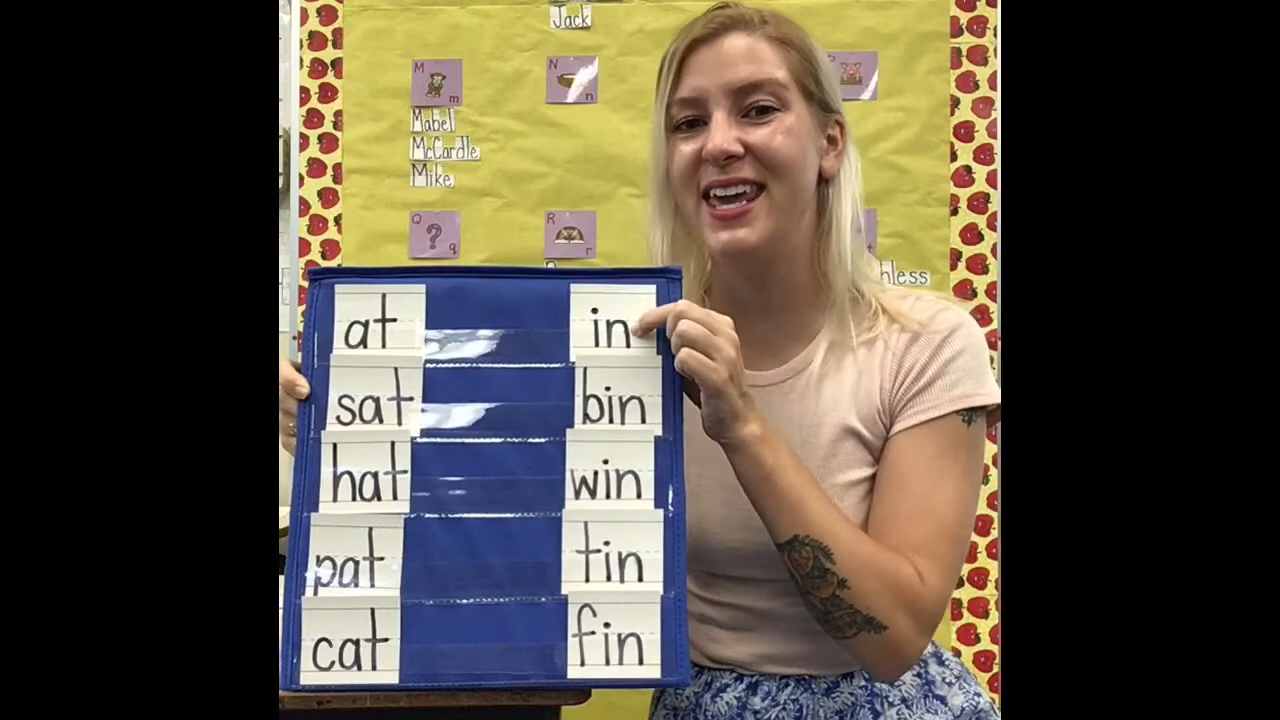 Jack
M
m
N
n
Mabel
McCardle
Mike
Q
q
R
r
at
in
sat
bin
hat
win
pat
tin
cat
fin